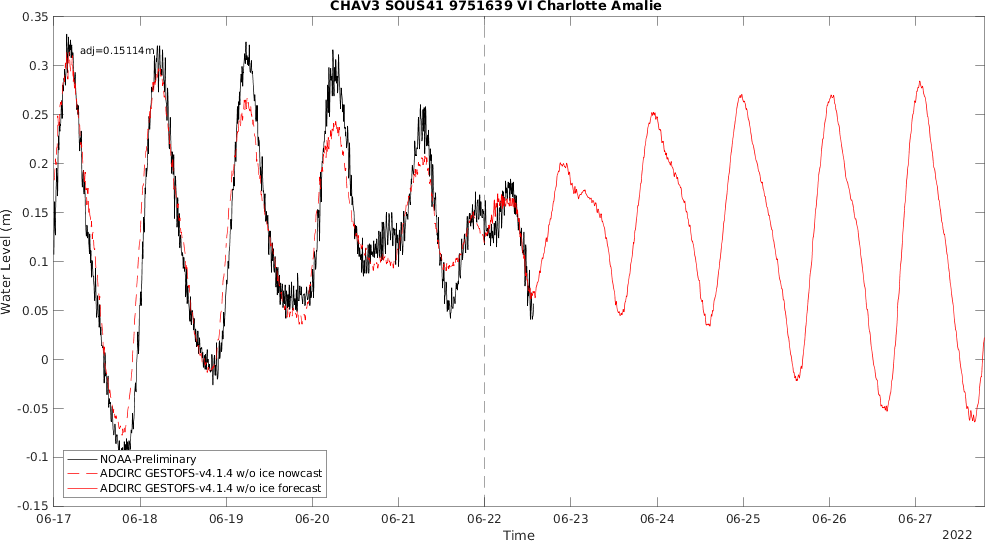 CHAV3 SOUS41 9751639 VI Charlotte Amalie
adj=0.15114m
Water Level (m)
0.35
0.3
0.25
0.2
0.15
0.1
0.05
0
-0.05
-0.1
-0.15
NOAA-Preliminary
ADCIRC GESTOFS-v4.1.4 w/o ice nowcast
ADCIRC GESTOFS-v4.1.4 w/o ice forecast
06-17 06-18 06-19 06-20 06-21 06-22 06-23 06-24 06-25 06-26 06-27
Time
2022